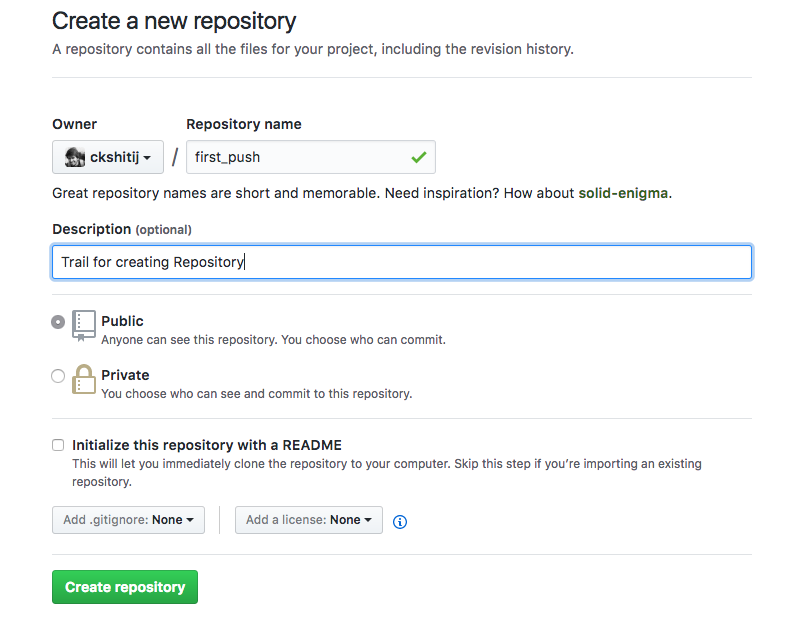 Create a new repository
A repository contains all the files for your project, including the revision history.
Owner Repository name
ckshitij / first_push
Great repository names are short and memorable. Need inspiration? How about solid-enigma.
Description (optional)
Trail for creating Repository
Public
Anyone can see this repository. You choose who can commit.
Private
You choose who can see and commit to this repository.
Initialize this repository with a README
This will let you immediately clone the repository to your computer. Skip this step if you’re importing an existing
repository.
Add .gitignore: None Add a license: None
Create repository